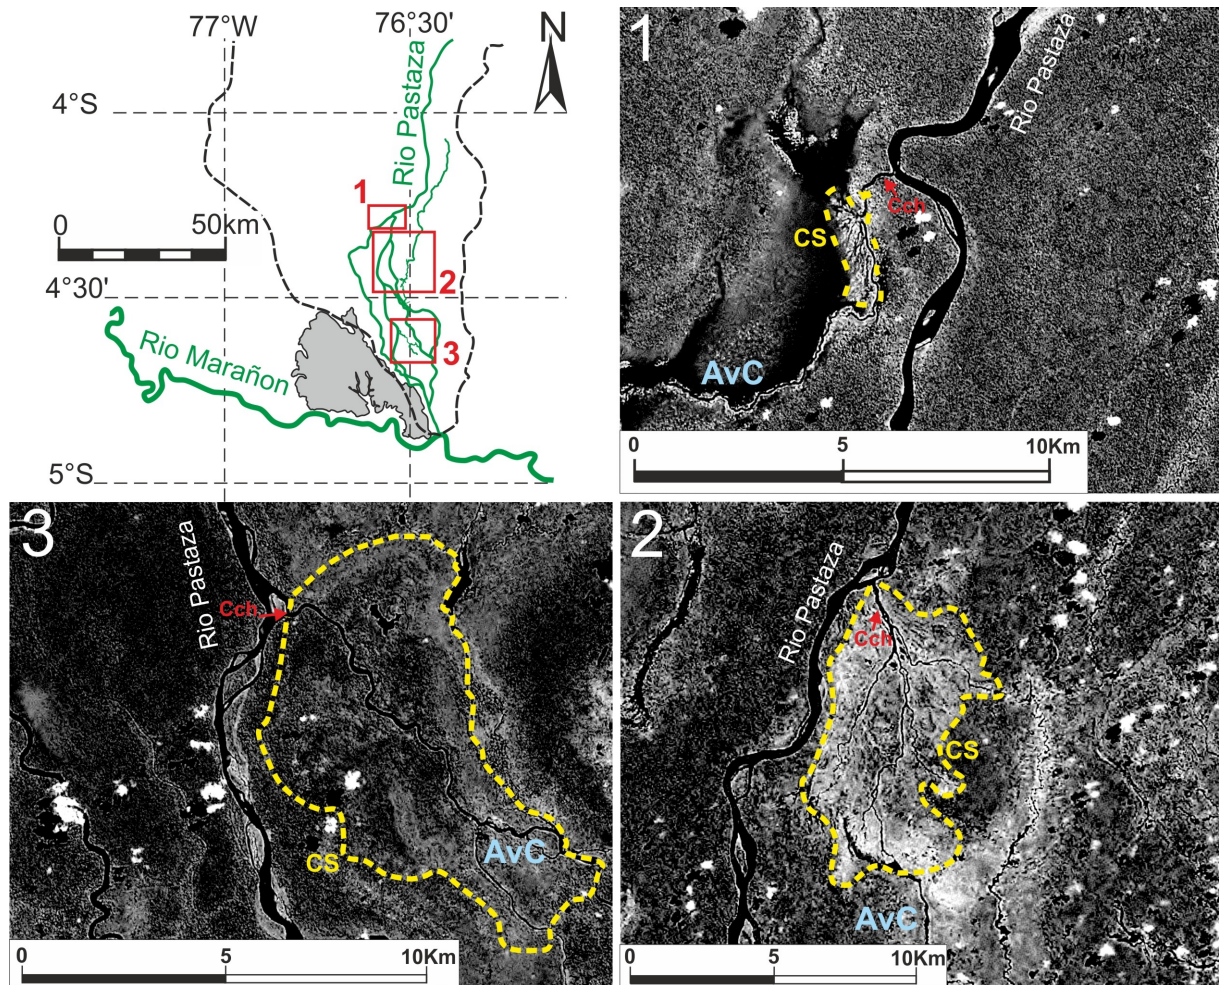 77°W
76°30'
N
4°S
Rio Pastaza
1
0
50km
2
4°30'
3
Rio Marañon
5°S
1
Rio Pastaza
Cch
CS
AvC
0
5
10Km
3
Rio Pastaza
Cch
CS
AvC
0
5
10Km
2
Rio Pastaza
Cch
CS
AvC
0
5
10Km